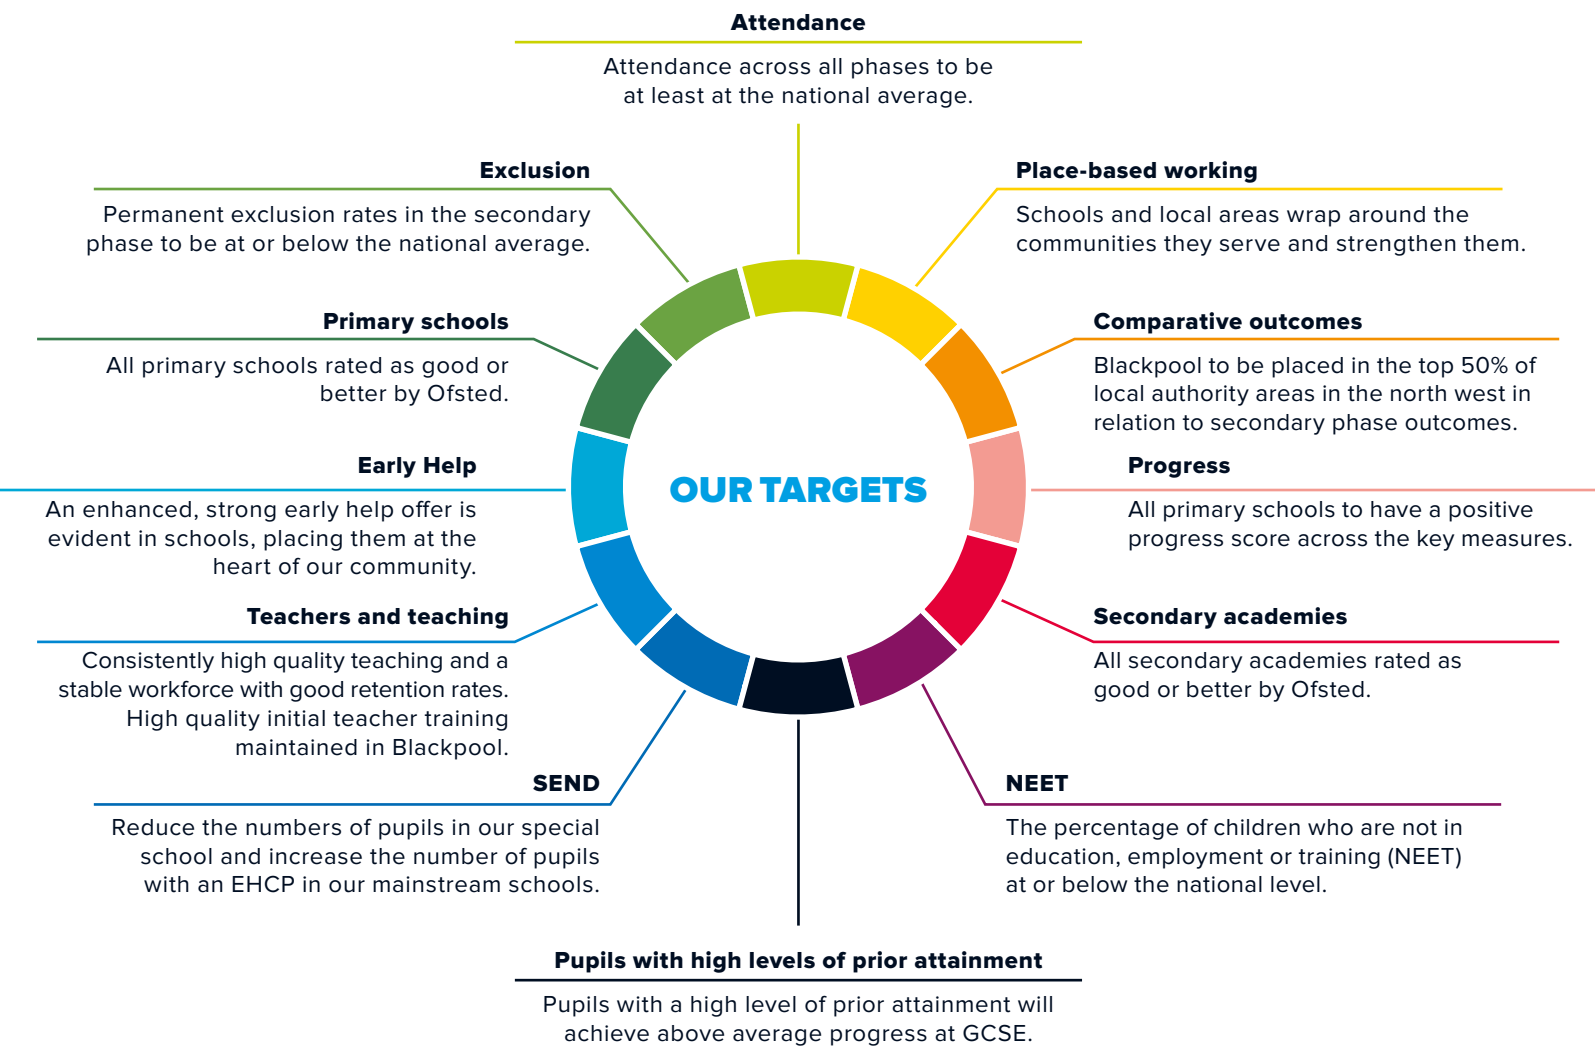 Attendance
Attendance across all phases to be
at least at the national average.
Exclusion
Permanent exclusion rates in the secondary
phase to be at or below the national average.
Place-based working
Schools and local areas wrap around the
communities they serve and strengthen them.
Primary schools
All primary schools rated as good or
better by Ofsted.
Comparative outcomes
Blackpool to be placed in the top 50% of
local authority areas in the north west in
relation to secondary phase outcomes.
Early Help
An enhanced, strong early help offer is
evident in schools, placing them at the
heart of our community.
OUR TARGETS
Progress
All primary schools to have a positive
progress score across the key measures.
Teachers and teaching
Consistently high quality teaching and a
stable workforce with good retention rates.
High quality initial teacher training
maintained in Blackpool.
Secondary academies
All secondary academies rated as
good or better by Ofsted.
SEND
Reduce the numbers of pupils in our special
school and increase the number of pupils
with an EHCP in our mainstream schools.
NEET
The percentage of children who are not in
education, employment or training (NEET)
at or below the national level.
Pupils with high levels of prior attainment
Pupils with a high level of prior attainment will
achieve above average progress at GCSE.